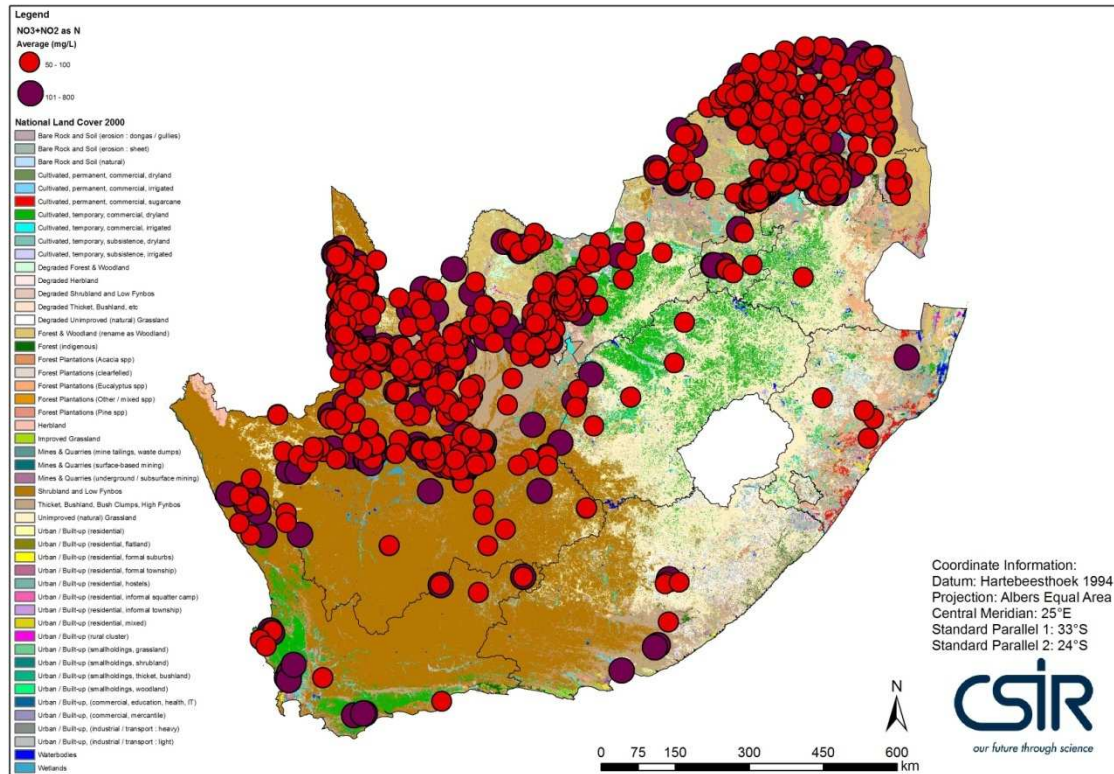 Legend
NO3+NO2 as N
Average (mg/L)
50 - 100
101 - 800
National Land Cover 2000
Bare Rock and Soil (erosion : dongas / gullies)
Bare Rock and Soil (erosion : sheet)
Bare Rock and Soil (natural)
Cultivated, permanent, commercial, dryland
Cultivated, permanent, commercial, irrigated
Cultivated, permanent, commercial, sugarcane
Cultivated, temporary, commercial, dryland
Cultivated, temporary, commercial, irrigated
Cultivated, temporary, subsistence, dryland
Cultivated, temporary, subsistence, irrigated
Degraded Forest & Woodland
Degraded Herbland
Degraded Shrubland and Low Fynbos
Degraded Thicket, Bushland, etc
Degraded Unimproved (natural) Grassland
Forest & Woodland (rename as Woodland)
Forest (indigenous)
Forest Plantations (Acacia spp)
Forest Plantations (clearfelled)
Forest Plantations (Eucalyptus spp)
Forest Plantations (Other / mixed spp)
Forest Plantations (Pine spp)
Herbland
Improved Grassland
Mines & Quarries (mine tailings, waste dumps)
Mines & Quarries (surface-based mining)
Mines & Quarries (underground / subsurface mining)
Shrubland and Low Fynbos
Thicket, Bushland, Bush Clumps, High Fynbos
Unimproved (natural) Grassland
Urban / Built-up (residential)
Urban / Built-up (residential, flatland)
Urban / Built-up (residential, formal suburbs)
Urban / Built-up (residential, formal township)
Urban / Built-up (residential, hostels)
Urban / Built-up (residential, informal squatter camp)
Urban / Built-up (residential, informal township)
Urban / Built-up (residential, mixed)
Urban / Built-up (rural cluster)
Urban / Built-up (smallholdings, grassland)
Urban / Built-up (smallholdings, shrubland)
Urban / Built-up (smallholdings, thicket, bushland)
Urban / Built-up (smallholdings, woodland)
Urban / Built-up, (commercial, education, health, IT)
Urban / Built-up, (commercial, mercantile)
Urban / Built-up, (industrial / transport : heavy)
Urban / Built-up, (industrial / transport : light)
Waterbodies
Wetlands
Coordinate Information:
Datum: Hartebeesthoek 1994
Projection: Albers Equal Area
Central Meridian: 25°E
Standard Parallel 1: 33°S
Standard Parallel 2: 24°S
N
CSIR
our future through science
0 75 150 300 450 600
km